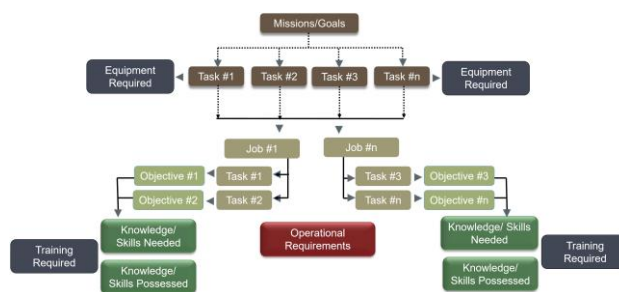 Missions/Goals
Equipment
Required
Task #1
Task #2
Task #3
Task #n
Equipment
Required
Job #1
Job #n
Objective #1
Task #1
Task #3
Objective #3
Objective #2
Task #2
Task #n
Objective #n
Knowledge/
Skills Needed
Operational
Requirements
Knowledge/ Skills
Needed
Training
Required
Training
Required
Knowledge/
Skills Possessed
Knowledge/
Skills Possessed